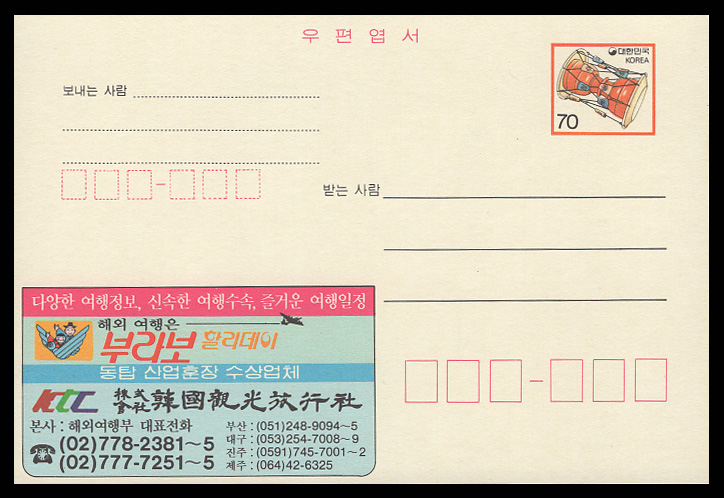 우 편 엽 서
대한민국
KOREA
70
보내는 사람
받는 사람
다양한 여행정보, 신속한 여행수속, 즐거운 여행일정
해외 여행은
부라보 할리데이
동탑 산업훈장 수상업체
KTC 株式會社 韓國觀光旅行社
본사 : 해외여행부 대표전화
(02)778-2381~5
(02)777-7251~5
부산 : (051)248-9094~5
대구 : (053)254-7008~9
진주 : (0591)745-7001~2
제주 : (064)42-6325